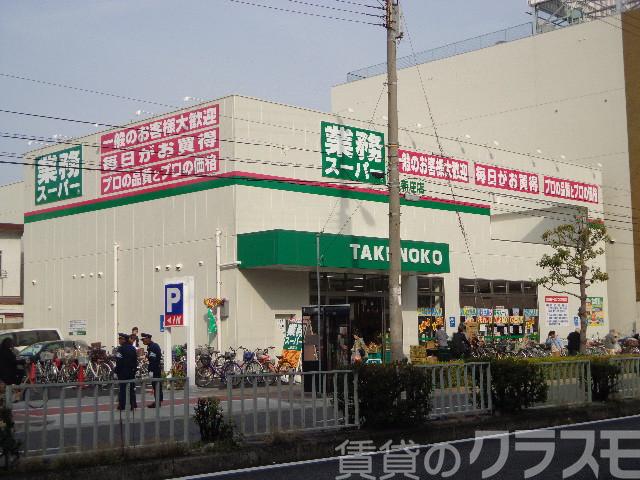 業務
スーパー
一般のお客様大歓迎
毎日がお買得
プロの品質とプロの価格
業務
スーパー
一般のお客様大歓迎
毎日がお買得
プロの品質とプロの価格
TAKENOKO
P
賃貸のクラスモ